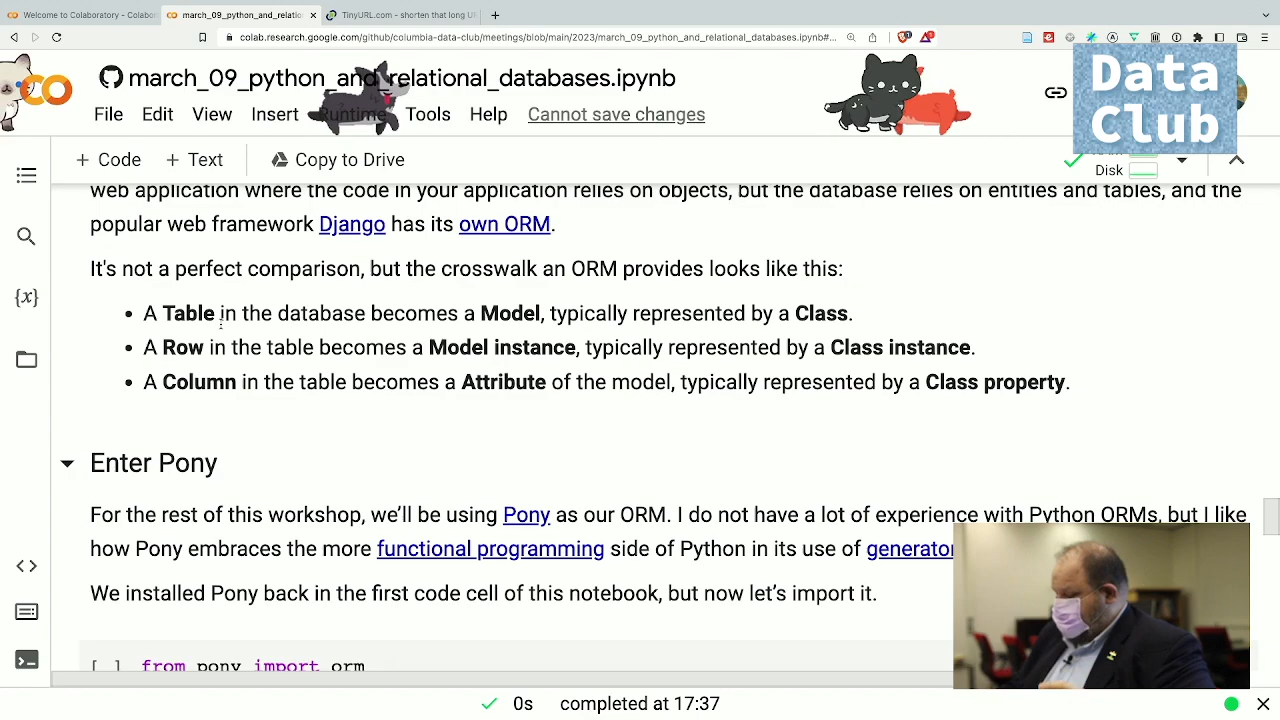 Welcome to Colaboratory - Colabor
march_09_python_and_relatio
TinyURL.com - shorten that long U
colab.research.google.com/github/columbia-data-club/meetings/blob/main/2023/march_09_python_and_relational_databases.ipynb#...
march_09_python_and_relational_databases.ipynb
Data
Club
File Edit View Insert Runtime Tools Help Cannot save changes
+ Code + Text Copy to Drive
Disk
web application where the code in your application relies on objects, but the database relies on entities and tables, and the
popular web framework Django has its own ORM.
It's not a perfect comparison, but the crosswalk an ORM provides looks like this:
• A Table in the database becomes a Model, typically represented by a Class.
• A Row in the table becomes a Model instance, typically represented by a Class instance.
• A Column in the table becomes a Attribute of the model, typically represented by a Class property.
Enter Pony
For the rest of this workshop, we’ll be using Pony as our ORM. I do not have a lot of experience with Python ORMs, but I like
how Pony embraces the more functional programming side of Python in its use of generator
We installed Pony back in the first code cell of this notebook, but now let’s import it.
[ ] from pony import orm
0s completed at 17:37